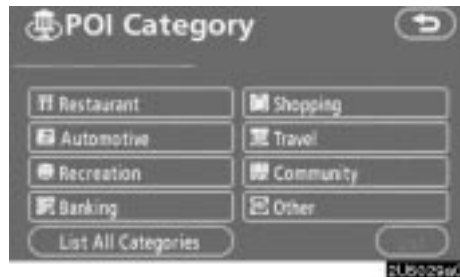 POI Category
Restaurant
Shopping
Automotive
Travel
Recreation
Community
Banking
Other
List All Categories